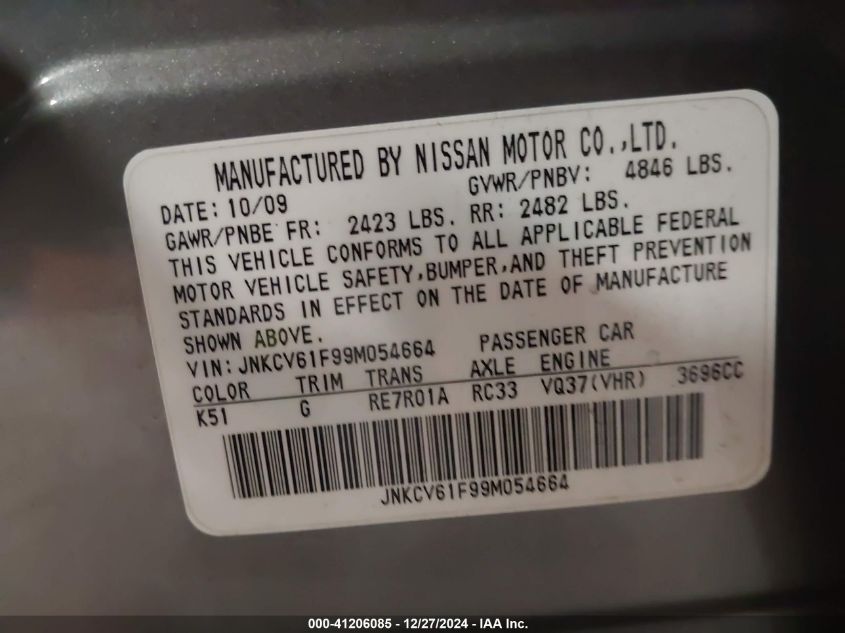 MANUFACTURED BY NISSAN MOTOR CO.,LTD.
DATE: 10/09 GVWR/PNBV: 4846 LBS.
GAWR/PNBE FR: 2423 LBS. RR: 2482 LBS.
THIS VEHICLE CONFORMS TO ALL APPLICABLE FEDERAL
MOTOR VEHICLE SAFETY,BUMPER,AND THEFT PREVENTION
STANDARDS IN EFFECT ON THE DATE OF MANUFACTURE
SHOWN ABOVE.
VIN: JNKCV61F99M054664 PASSENGER CAR
COLOR TRIM TRANS AXLE ENGINE
K51 G RE7R01A RC33 VQ37(VHR) 3696CC
JNKCV61F99M054664
000-41206085 - 12/27/2024 - IAA Inc.